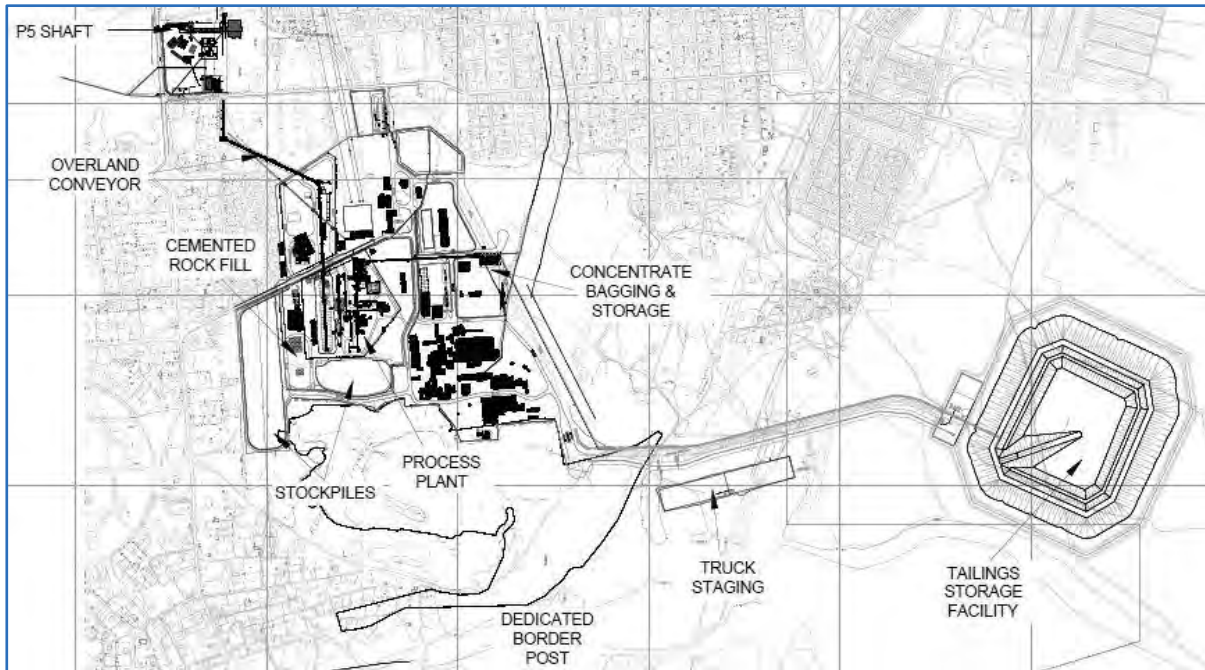 P5 SHAFT
OVERLAND
CONVEYOR
CEMENTED
ROCK FILL
CONCENTRATE
BAGGING &
STORAGE
STOCKPILES
PROCESS
PLANT
TRUCK
STAGING
TAILINGS
STORAGE
FACILITY
DEDICATED
BORDER
POST